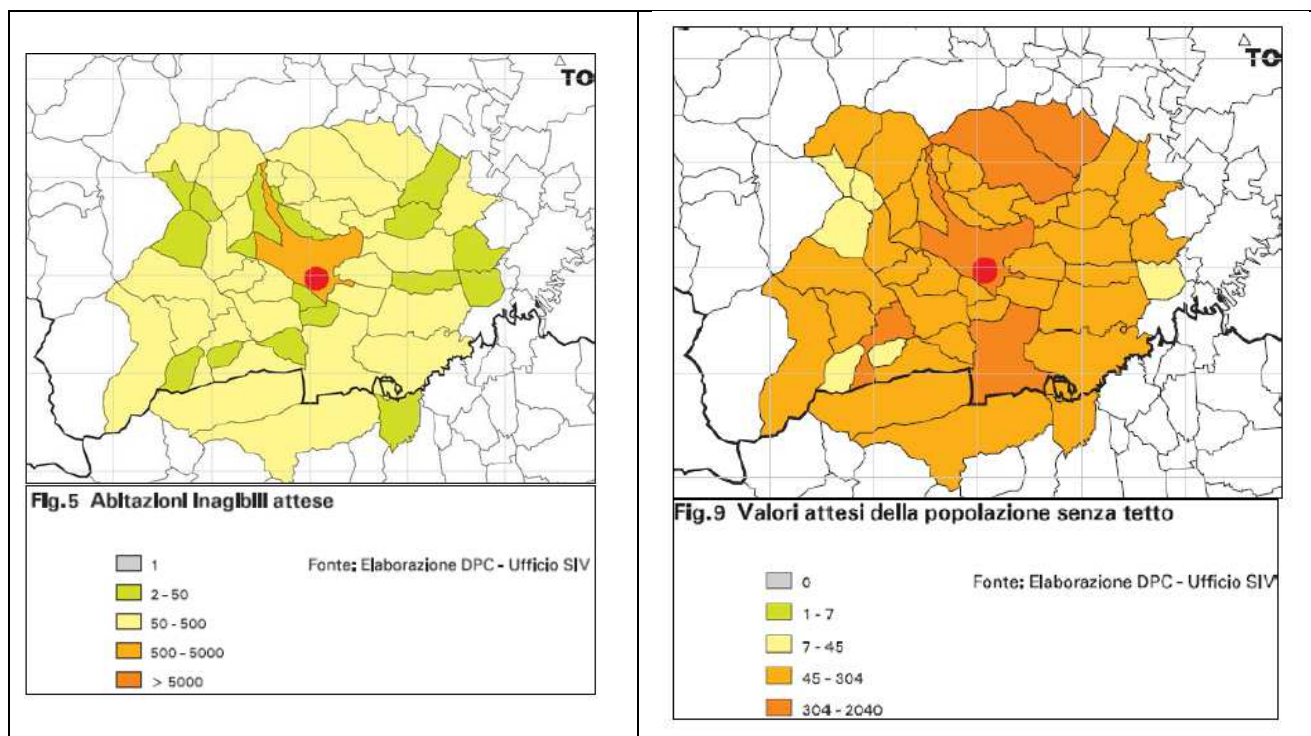 TO
Fig.5 Abitazioni inagibili attese
1
Fonte: Elaborazione DPC - Ufficio SIV
2 - 50
50 - 500
500 - 5000
> 5000
TO
Fig.9 Valori attesi della popolazione senza tetto
0
Fonte: Elaborazione DPC - Ufficio SIV
1 - 7
7 - 45
45 - 304
304 - 2040